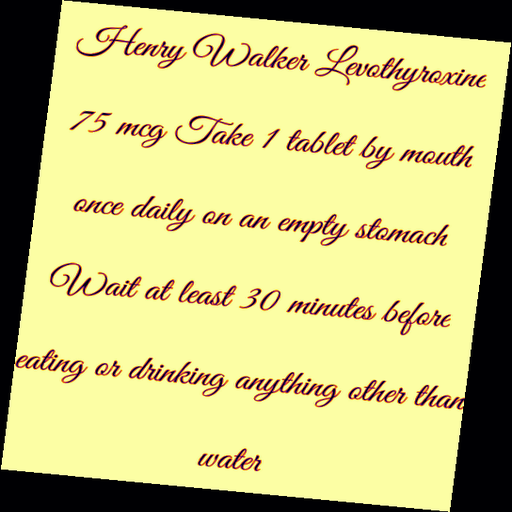 Henry Walker Levothyroxine
75 mcg Take 1 tablet by mouth
once daily on an empty stomach
Wait at least 30 minutes before
eating or drinking anything other than
water